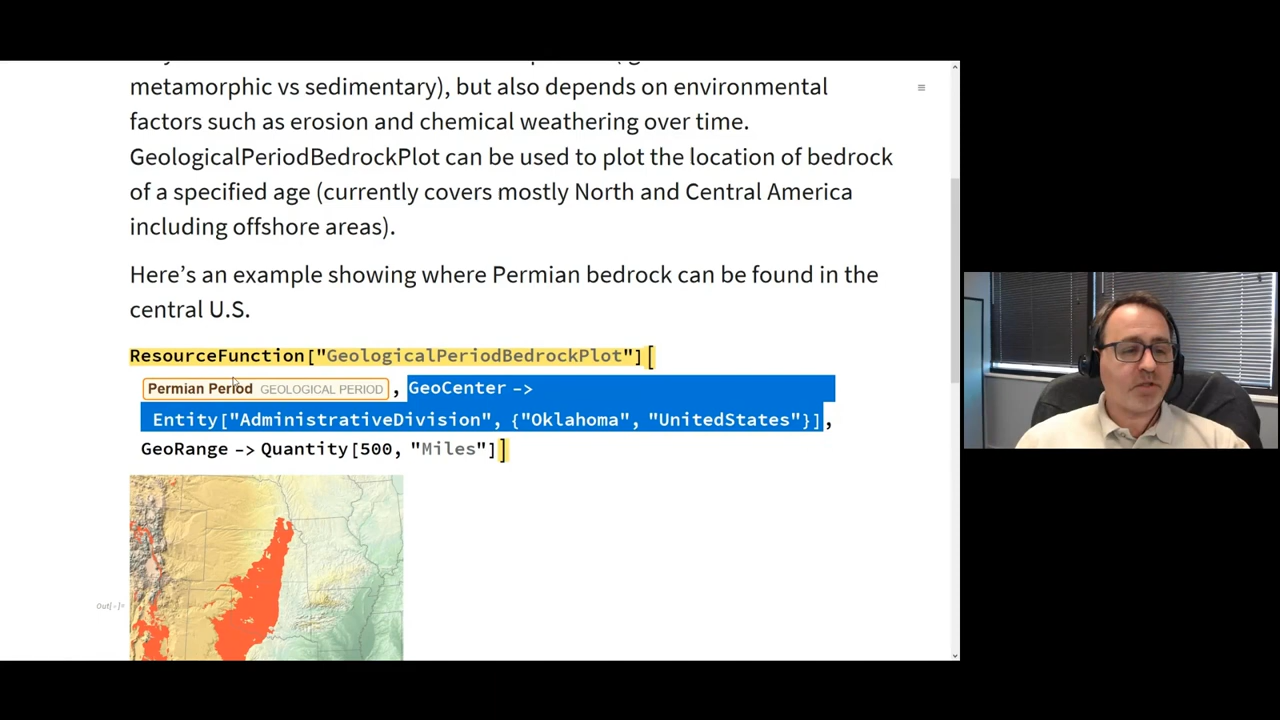 metamorphic vs sedimentary), but also depends on environmental
factors such as erosion and chemical weathering over time.
GeologicalPeriodBedrockPlot can be used to plot the location of bedrock
of a specified age (currently covers mostly North and Central America
including offshore areas).
Here’s an example showing where Permian bedrock can be found in the
central U.S.
ResourceFunction["GeologicalPeriodBedrockPlot"][
Permian Period GEOLOGICAL PERIOD , GeoCenter ->
Entity["AdministrativeDivision", {"Oklahoma", "UnitedStates"}],
GeoRange -> Quantity[500, "Miles"]]
Out[-]=